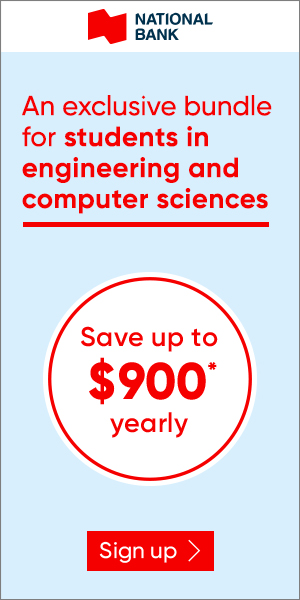 NATIONAL
BANK
An exclusive bundle
for students in
engineering and
computer sciences
Save up to
$900*
yearly
Sign up